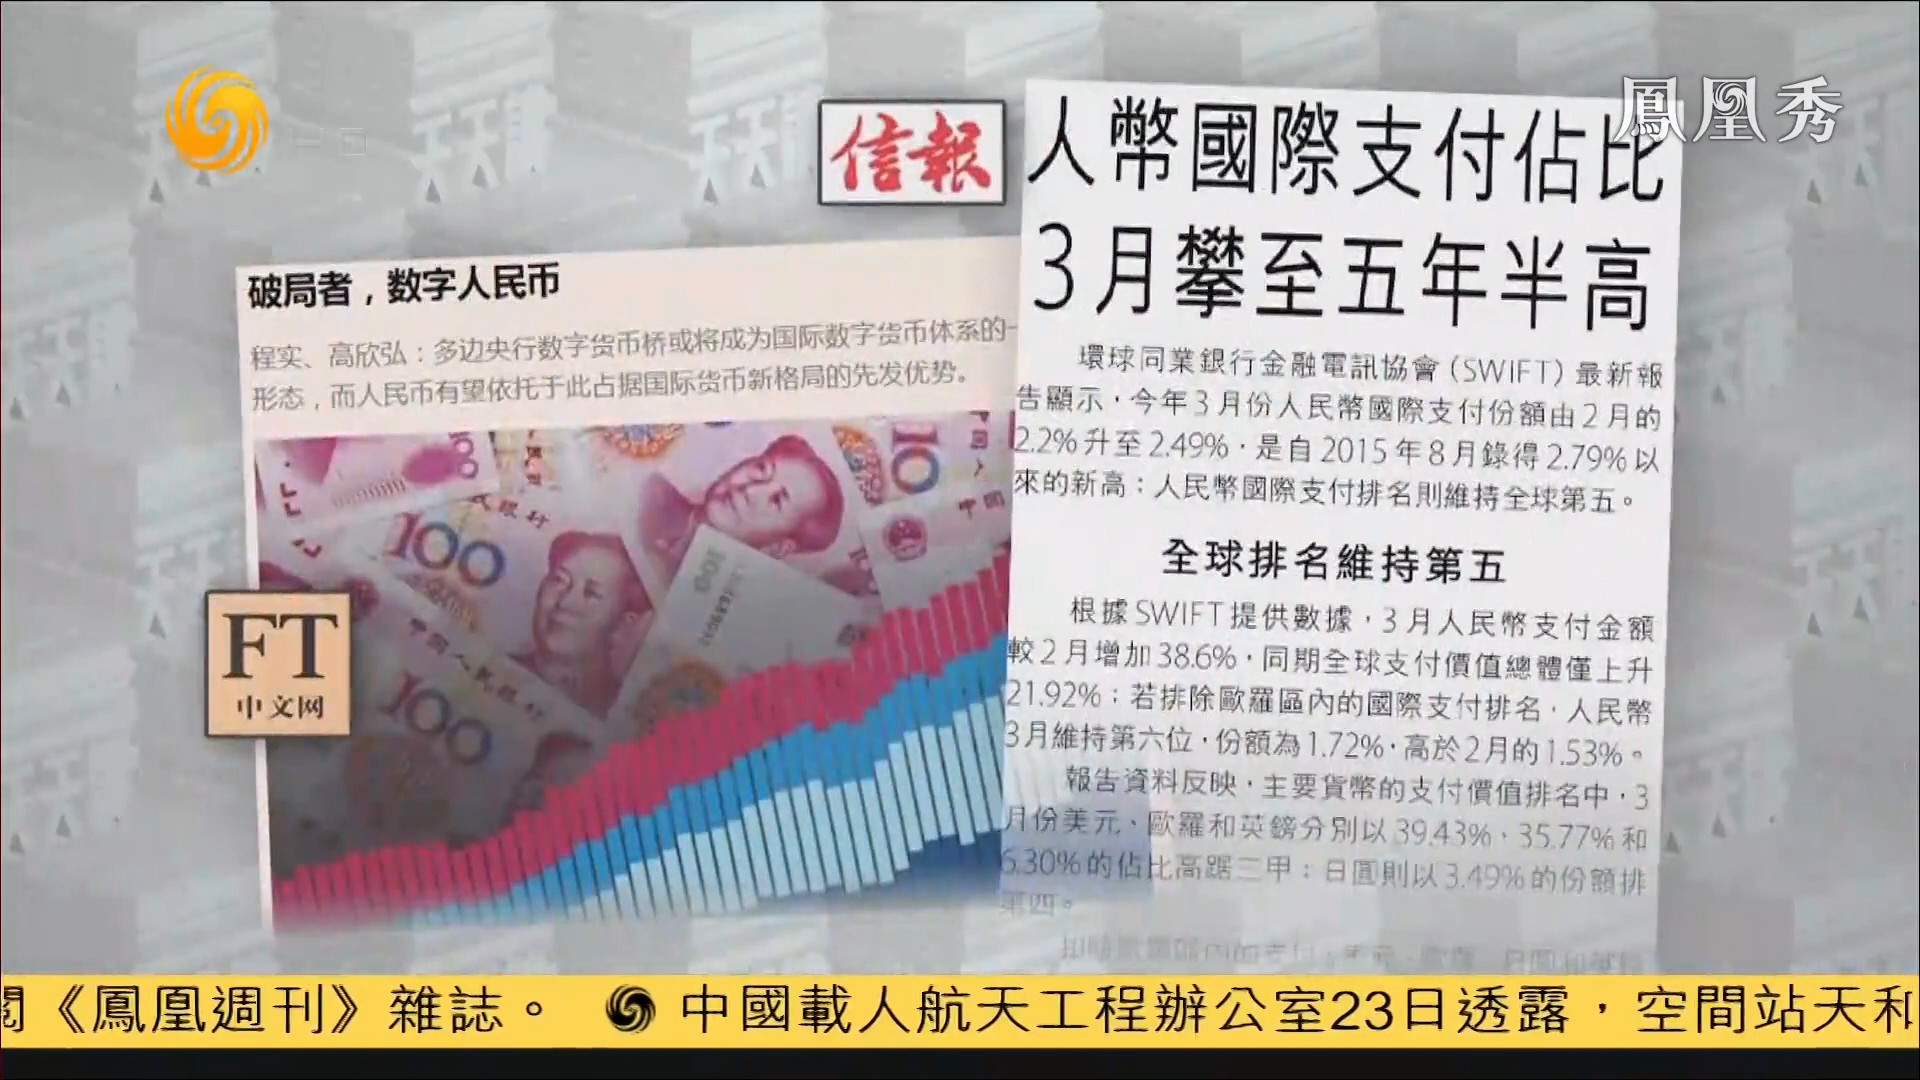 鳳凰秀
信報
人幣國際支付佔比
3月攀至五年半高
環球同業銀行金融電訊協會（SWIFT）最新報
告顯示，今年3月份人民幣國際支付份額由2月的
2.2%升至2.49%，是自2015年8月錄得2.79%以
來的新高；人民幣國際支付排名則維持全球第五。
全球排名維持第五
根據SWIFT提供數據，3月人民幣支付金額
較2月增加38.6%，同期全球支付價值總體僅上升
21.92%；若排除歐羅區內的國際支付排名，人民幣
3月維持第六位，份額為1.72%，高於2月的1.53%。
報告資料反映，主要貨幣的支付價值排名中，3
月份美元、歐羅和英鎊分別以39.43%、35.77%和
6.30%的佔比高踞三甲；日圓則以3.49%的份額排
第四。
破局者，数字人民币
程实、高欣弘：多边央行数字货币桥或将成为国际数字货币体系的一
形态，而人民币有望依托于此占据国际货币新格局的先发优势。
100
100
100
100
10
中国人民银行
FT
中文网
閱《鳳凰週刊》雜誌。 中國載人航天工程辦公室23日透露，空間站天和